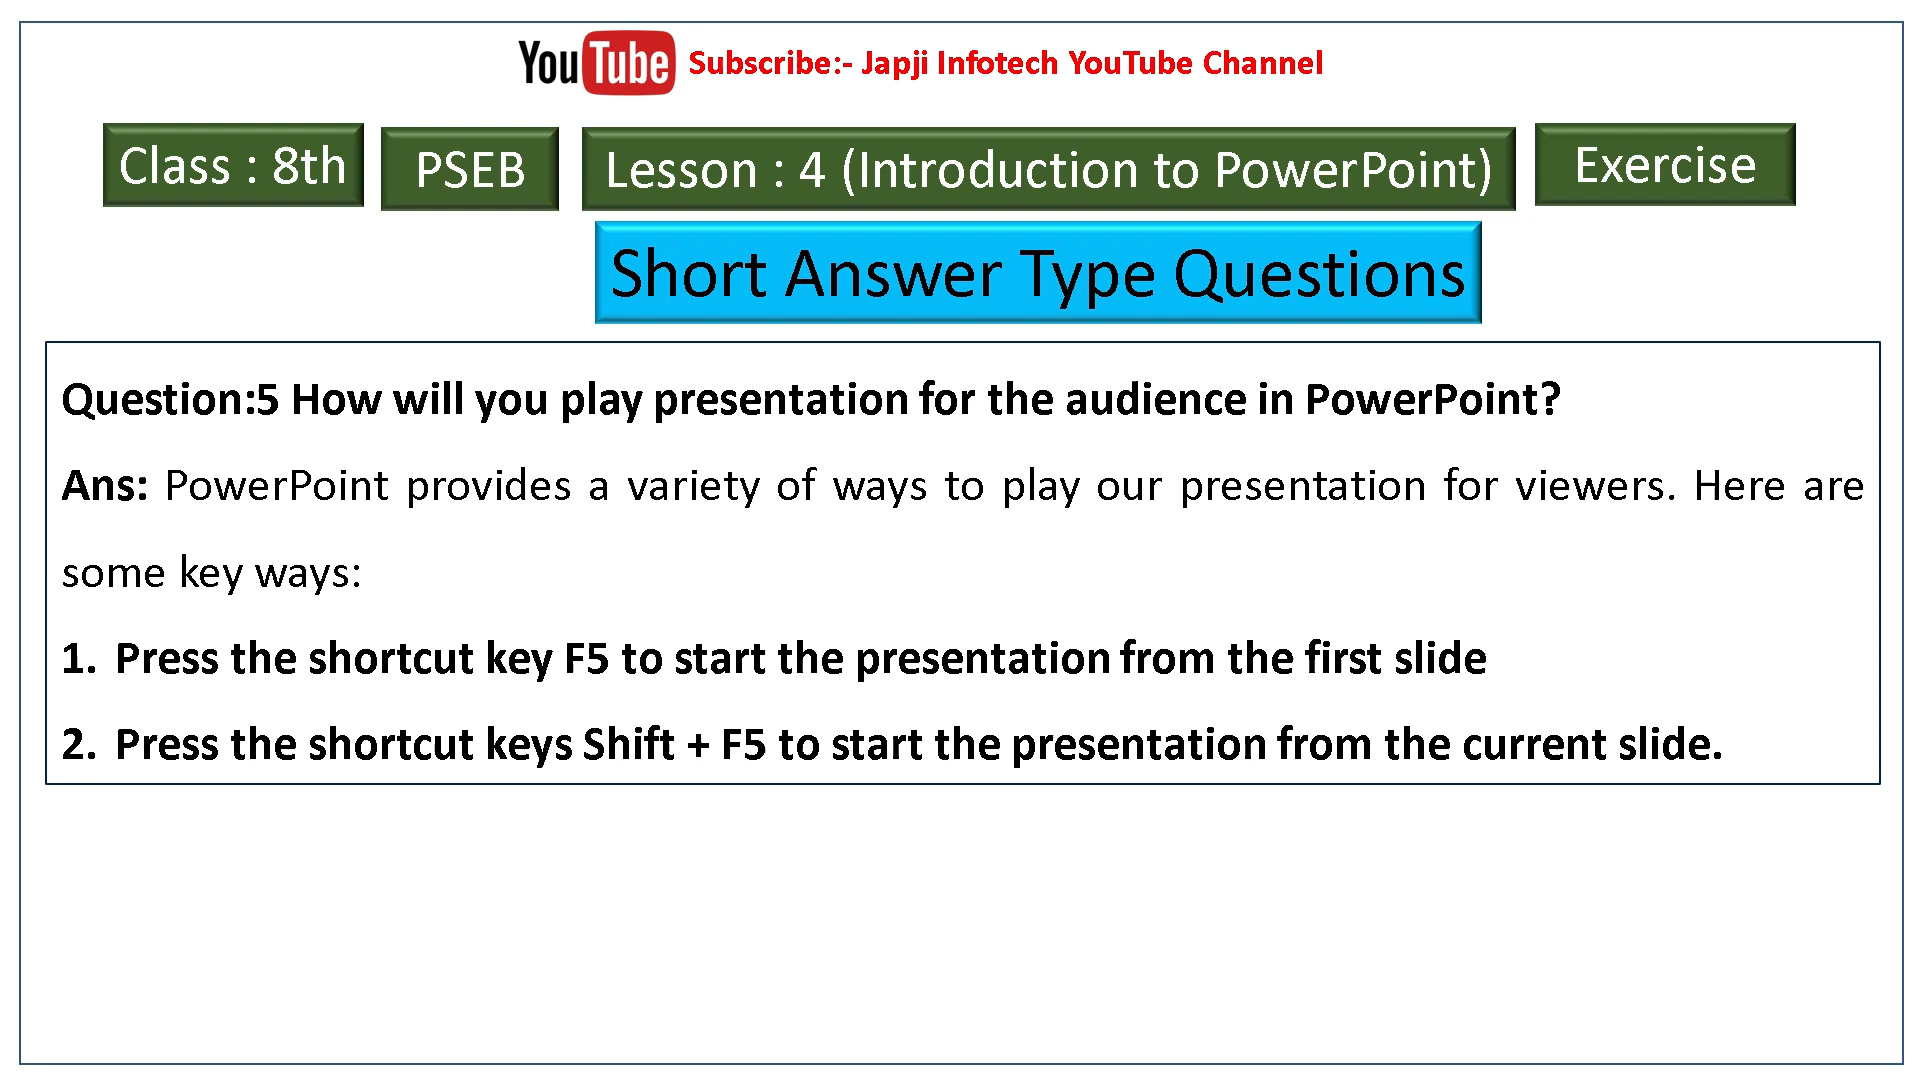 YouTube Subscribe:- Japji Infotech YouTube Channel
Class : 8th PSEB Lesson : 4 (Introduction to PowerPoint) Exercise
Short Answer Type Questions
Question:5 How will you play presentation for the audience in PowerPoint?
Ans: PowerPoint provides a variety of ways to play our presentation for viewers. Here are
some key ways:
1. Press the shortcut key F5 to start the presentation from the first slide
2. Press the shortcut keys Shift + F5 to start the presentation from the current slide.